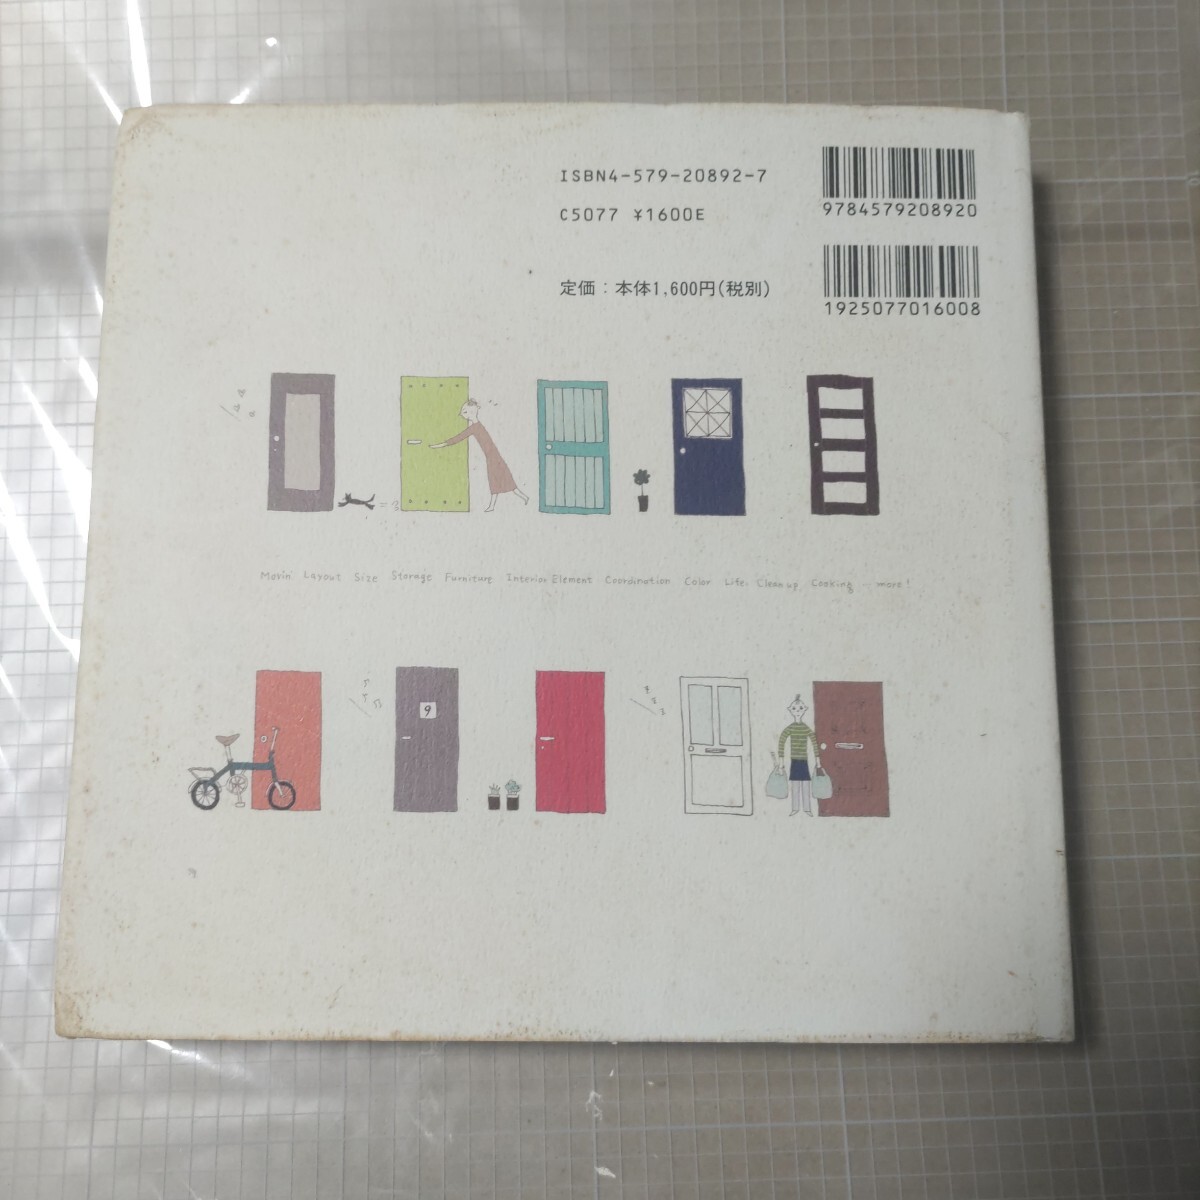 ISBN4-579-20892-7
C5077 ¥1600E
定価：本体1,600円(税別)
9784579208920
1925077016008
Movin' Layout Size Storage Furniture Interior Element Coordination Color Life Clean up Cooking … more!
9